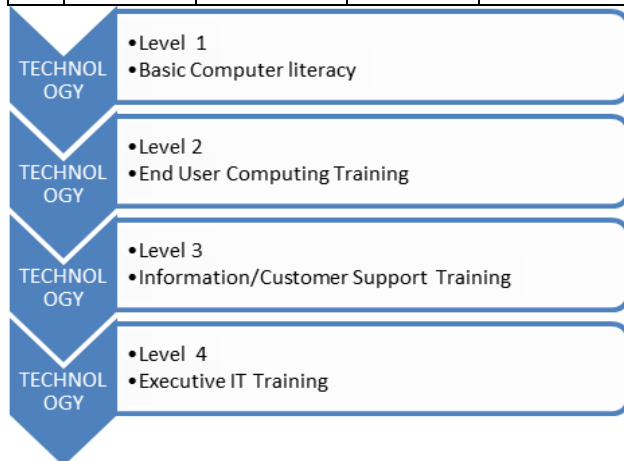 TECHNOL
OGY
•Level 1
•Basic Computer literacy
TECHNOL
OGY
•Level 2
•End User Computing Training
TECHNOL
OGY
•Level 3
•Information/Customer Support Training
TECHNOL
OGY
•Level 4
•Executive IT Training